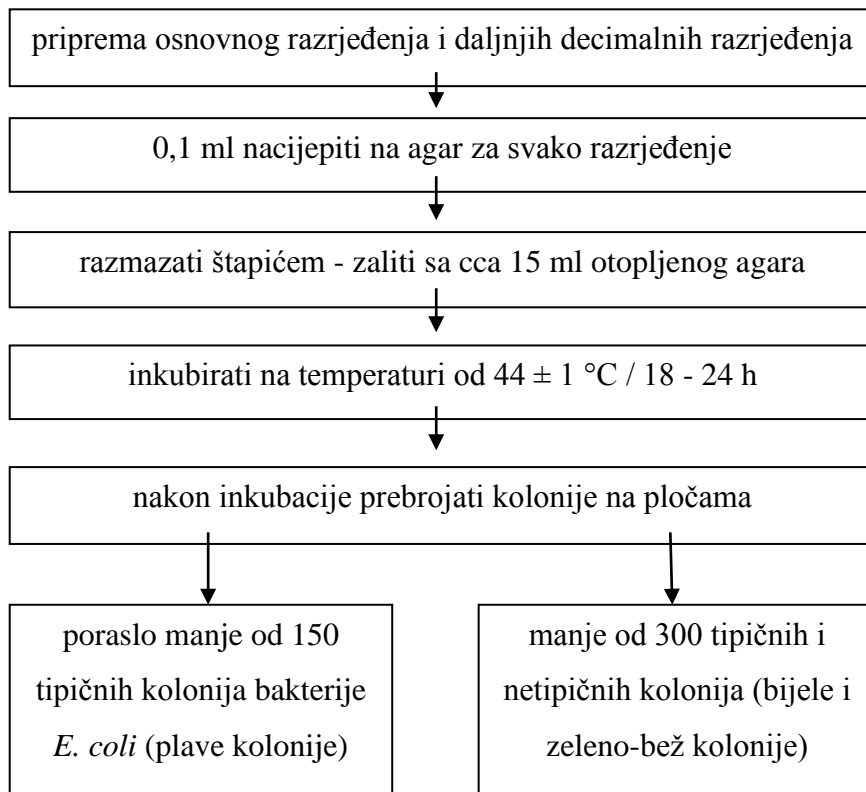 priprema osnovnog razrjeđenja i daljnjih decimalnih razrjeđenja
0,1 ml nacijepiti na agar za svako razrjeđenje
razmazati štapićem - zaliti sa cca 15 ml otopljenog agara
inkubirati na temperaturi od 44 ± 1 °C / 18 - 24 h
nakon inkubacije prebrojati kolonije na pločama
poraslo manje od 150
tipičnih kolonija bakterije
E. coli (plave kolonije)
manje od 300 tipičnih i
netipičnih kolonija (bijele i
zeleno-bež kolonije)